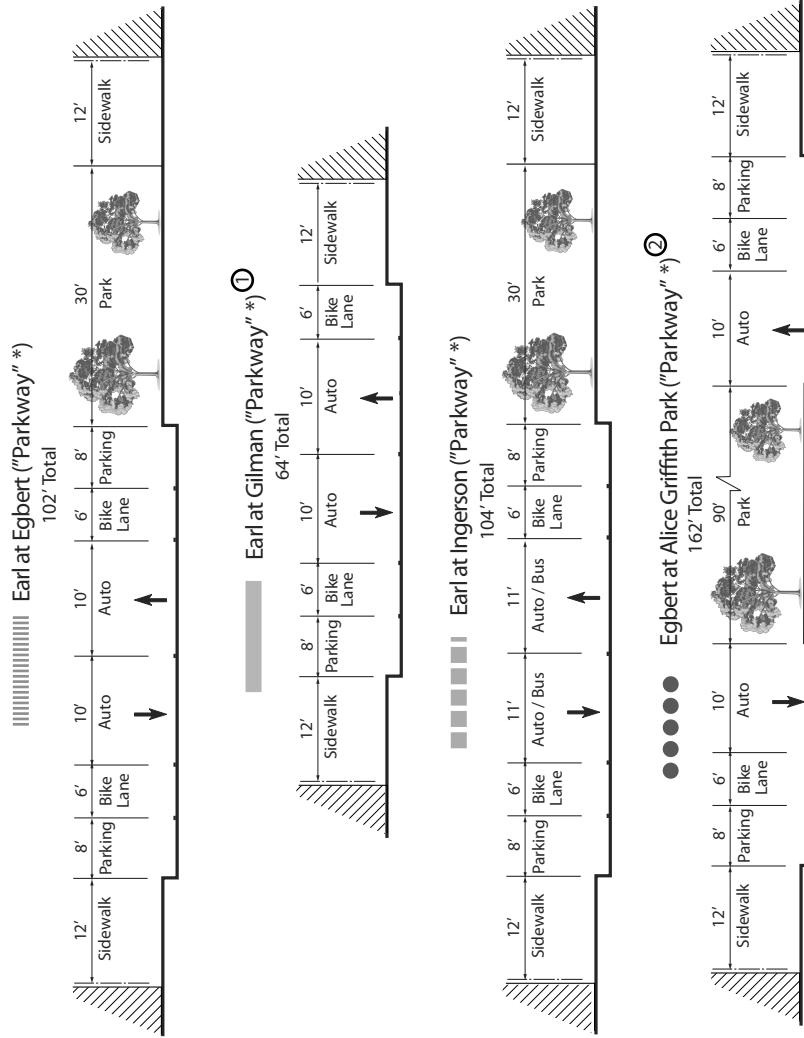 Earl at Egbert ("Parkway" *)
102' Total
12' 8' 6' 10' 10' 6' 8' 30' 12'
Sidewalk Parking Bike Auto Auto Bike Parking Park Sidewalk
Lane Lane
Earl at Gilman ("Parkway" *) 1
64' Total
12' 8' 6' 10' 10' 6' 12'
Sidewalk Parking Bike Auto Auto Bike Sidewalk
Lane Lane
Earl at Ingerson ("Parkway" *)
104' Total
12' 8' 6' 11' 11' 6' 8' 30' 12'
Sidewalk Parking Bike Auto / Bus Auto / Bus Bike Parking Park Sidewalk
Lane Lane
Egbert at Alice Griffith Park ("Parkway" *) 2
162' Total
12' 8' 6' 10' 90' 10' 6' 8' 12'
Sidewalk Parking Bike Auto Park Auto Bike Parking Sidewalk
Lane Lane